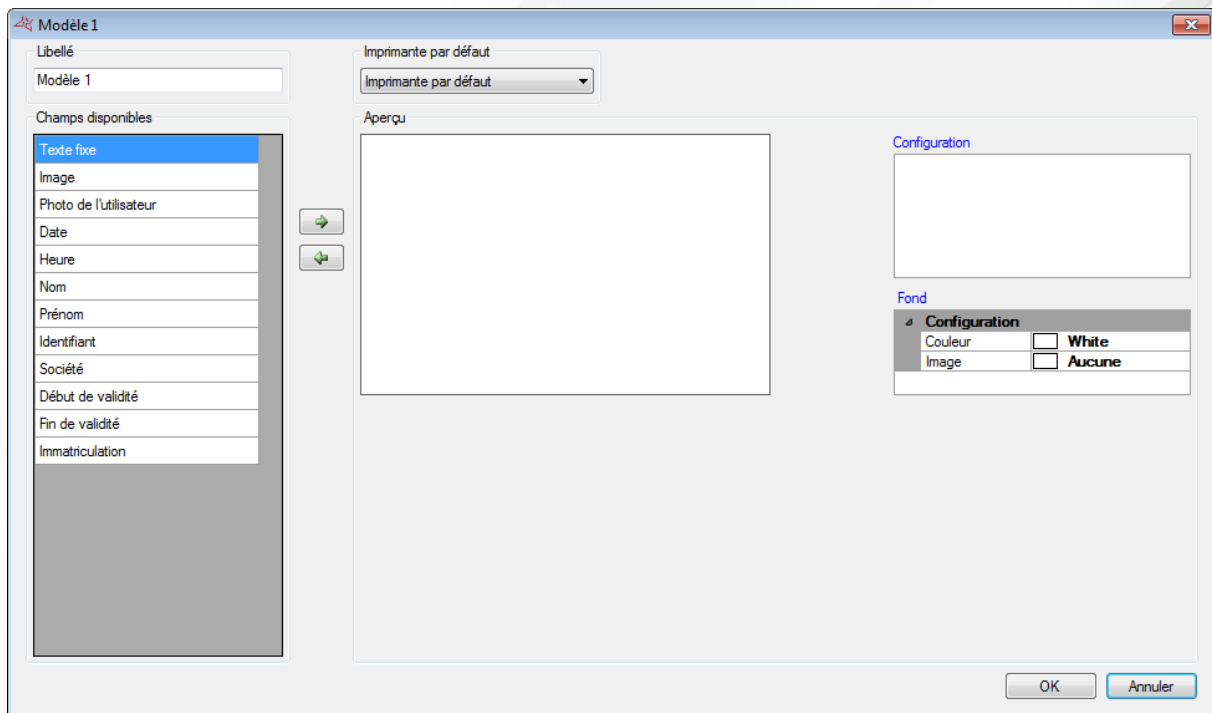 Modèle 1
Libellé
Modèle 1
Imprimante par défaut
Imprimante par défaut
Champs disponibles
Texte fixe
Image
Photo de l'utilisateur
Date
Heure
Nom
Prénom
Identifiant
Société
Début de validité
Fin de validité
Immatriculation
Aperçu
Configuration
Fond
Configuration
Couleur White
Image Aucune
OK Annuler